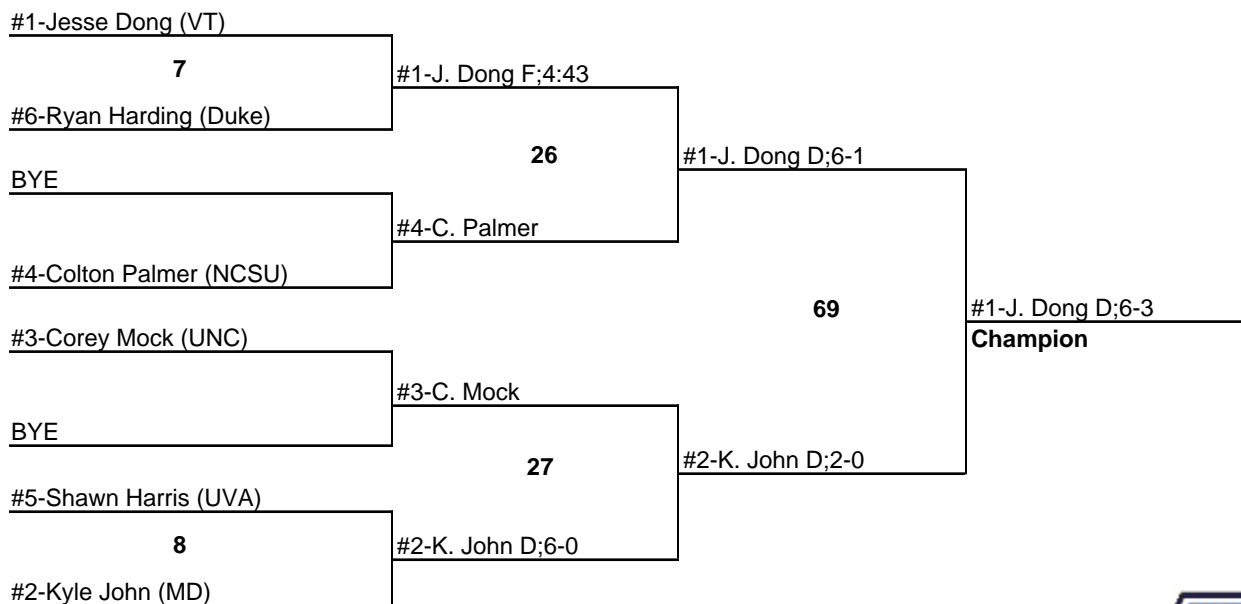 #1-Jesse Dong (VT)
7
#1-J. Dong F;4:43
#6-Ryan Harding (Duke)
26
#1-J. Dong D;6-1
BYE
#4-C. Palmer
#4-Colton Palmer (NCSU)
69
#1-J. Dong D;6-3
Champion
#3-Corey Mock (UNC)
#3-C. Mock
BYE
27
#2-K. John D;2-0
#5-Shawn Harris (UVA)
8
#2-K. John D;6-0
#2-Kyle John (MD)